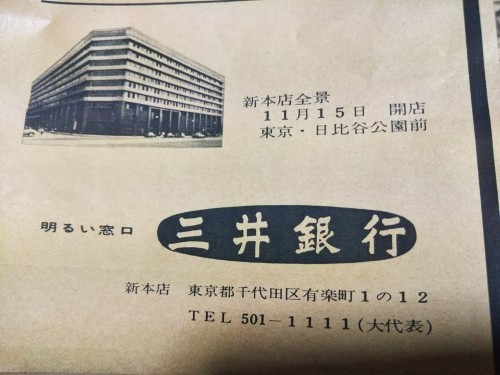 新本店全景
11月15日 開店
東京・日比谷公園前
明るい窓口 三井銀行
新本店 東京都千代田区有楽町1の12
TEL 501-1111(大代表)